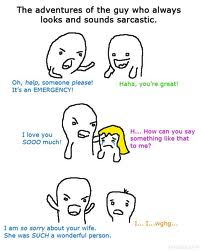 The adventures of the guy who always
looks and sounds sarcastic.
Oh, help, someone please!
It's an EMERGENCY!
Haha, you're great!
I love you
SOOO much!
H... How can you say
something like that
to me?
I am so sorry about your wife.
She was SUCH a wonderful person.
I... I...wghg...